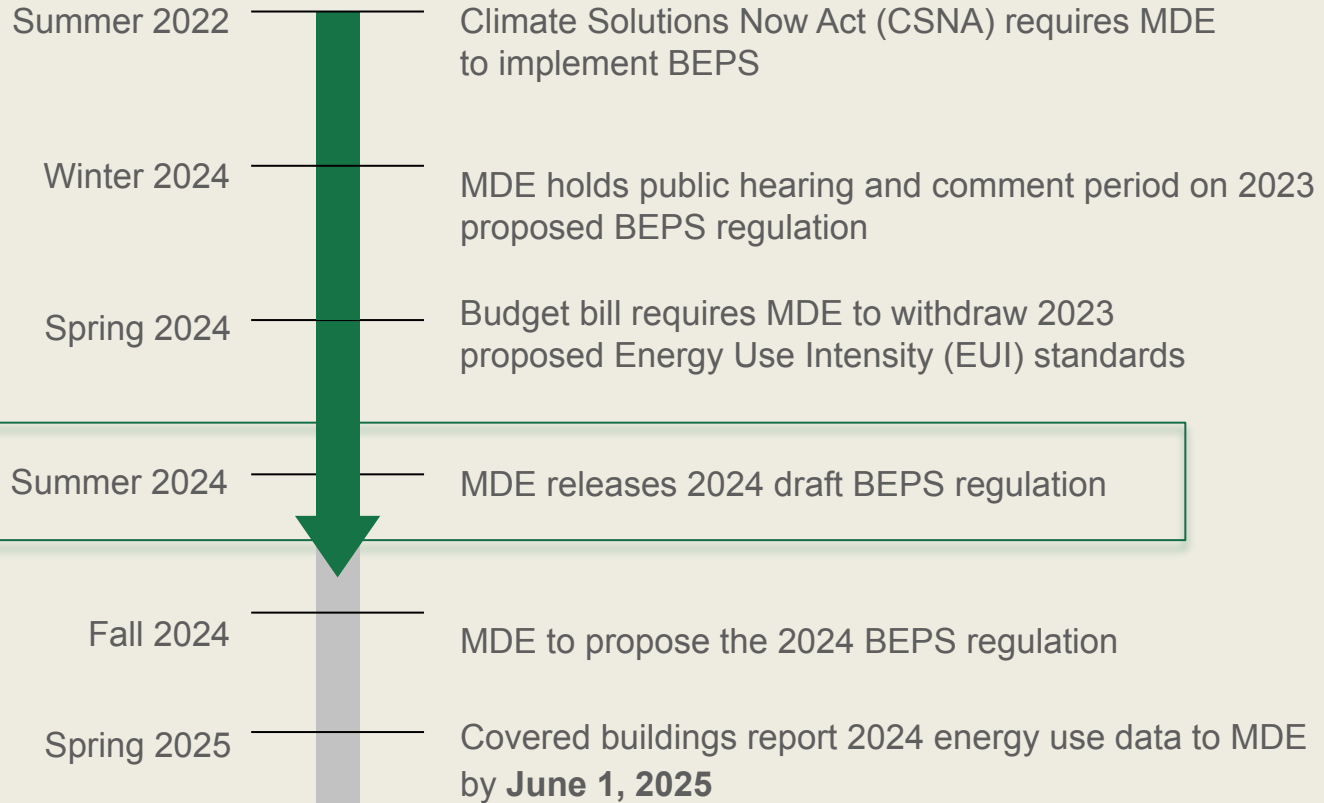 Summer 2022
Climate Solutions Now Act (CSNA) requires MDE
to implement BEPS
Winter 2024
MDE holds public hearing and comment period on 2023
proposed BEPS regulation
Spring 2024
Budget bill requires MDE to withdraw 2023
proposed Energy Use Intensity (EUI) standards
Summer 2024
MDE releases 2024 draft BEPS regulation
Fall 2024
MDE to propose the 2024 BEPS regulation
Spring 2025
Covered buildings report 2024 energy use data to MDE
by June 1, 2025